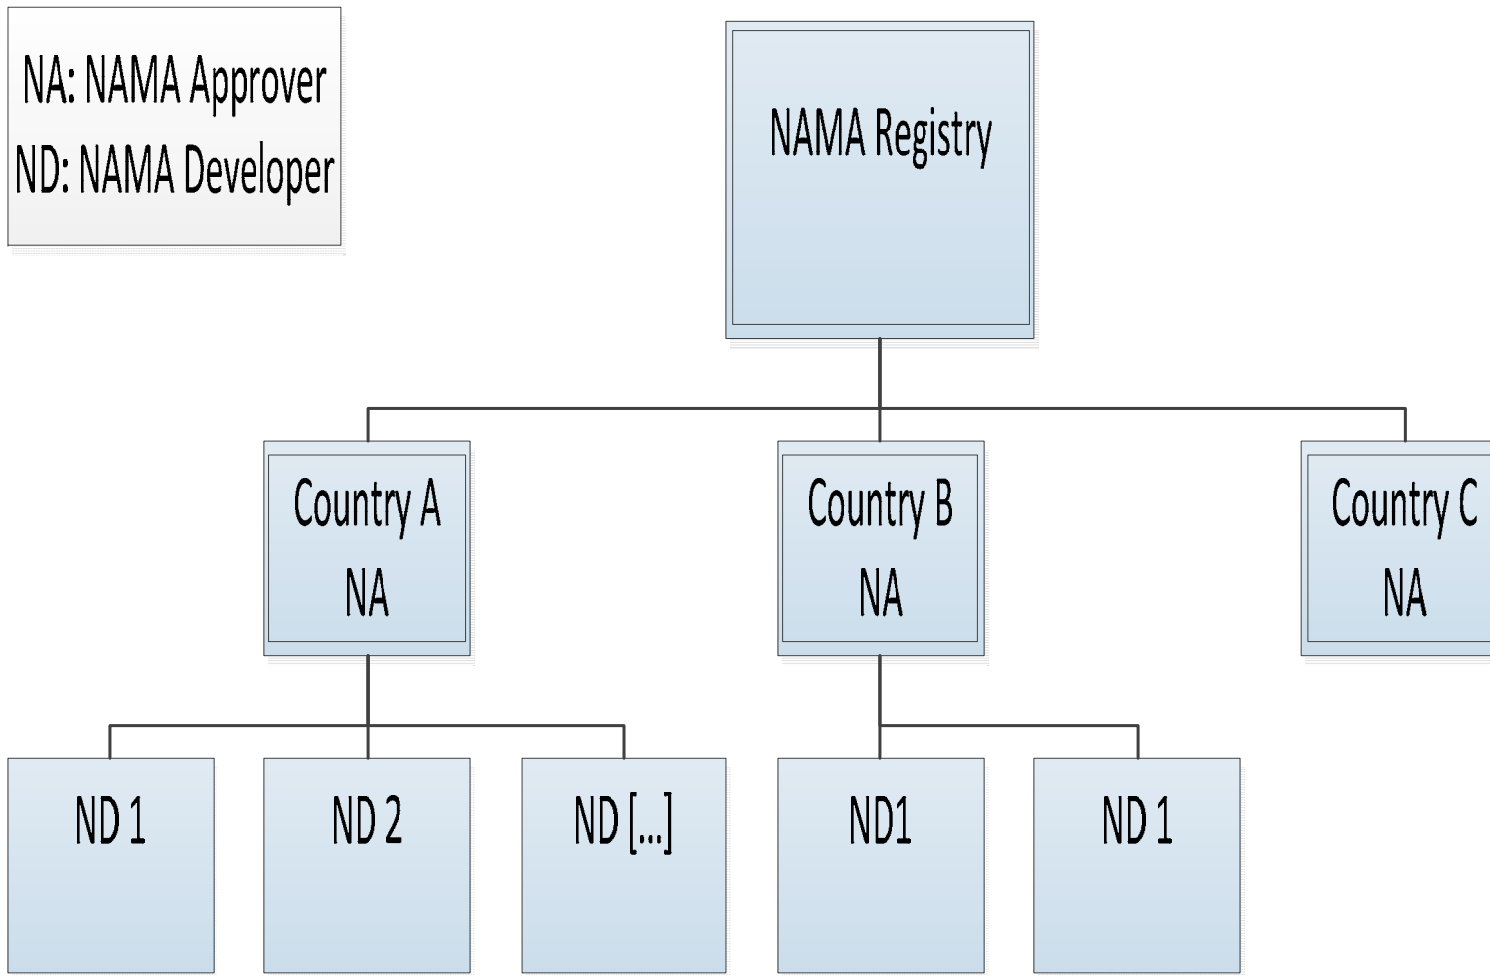 NA: NAMA Approver
ND: NAMA Developer
NAMA Registry
Country A
NA
Country B
NA
Country C
NA
ND 1
ND 2
ND [...]
ND1
ND 1